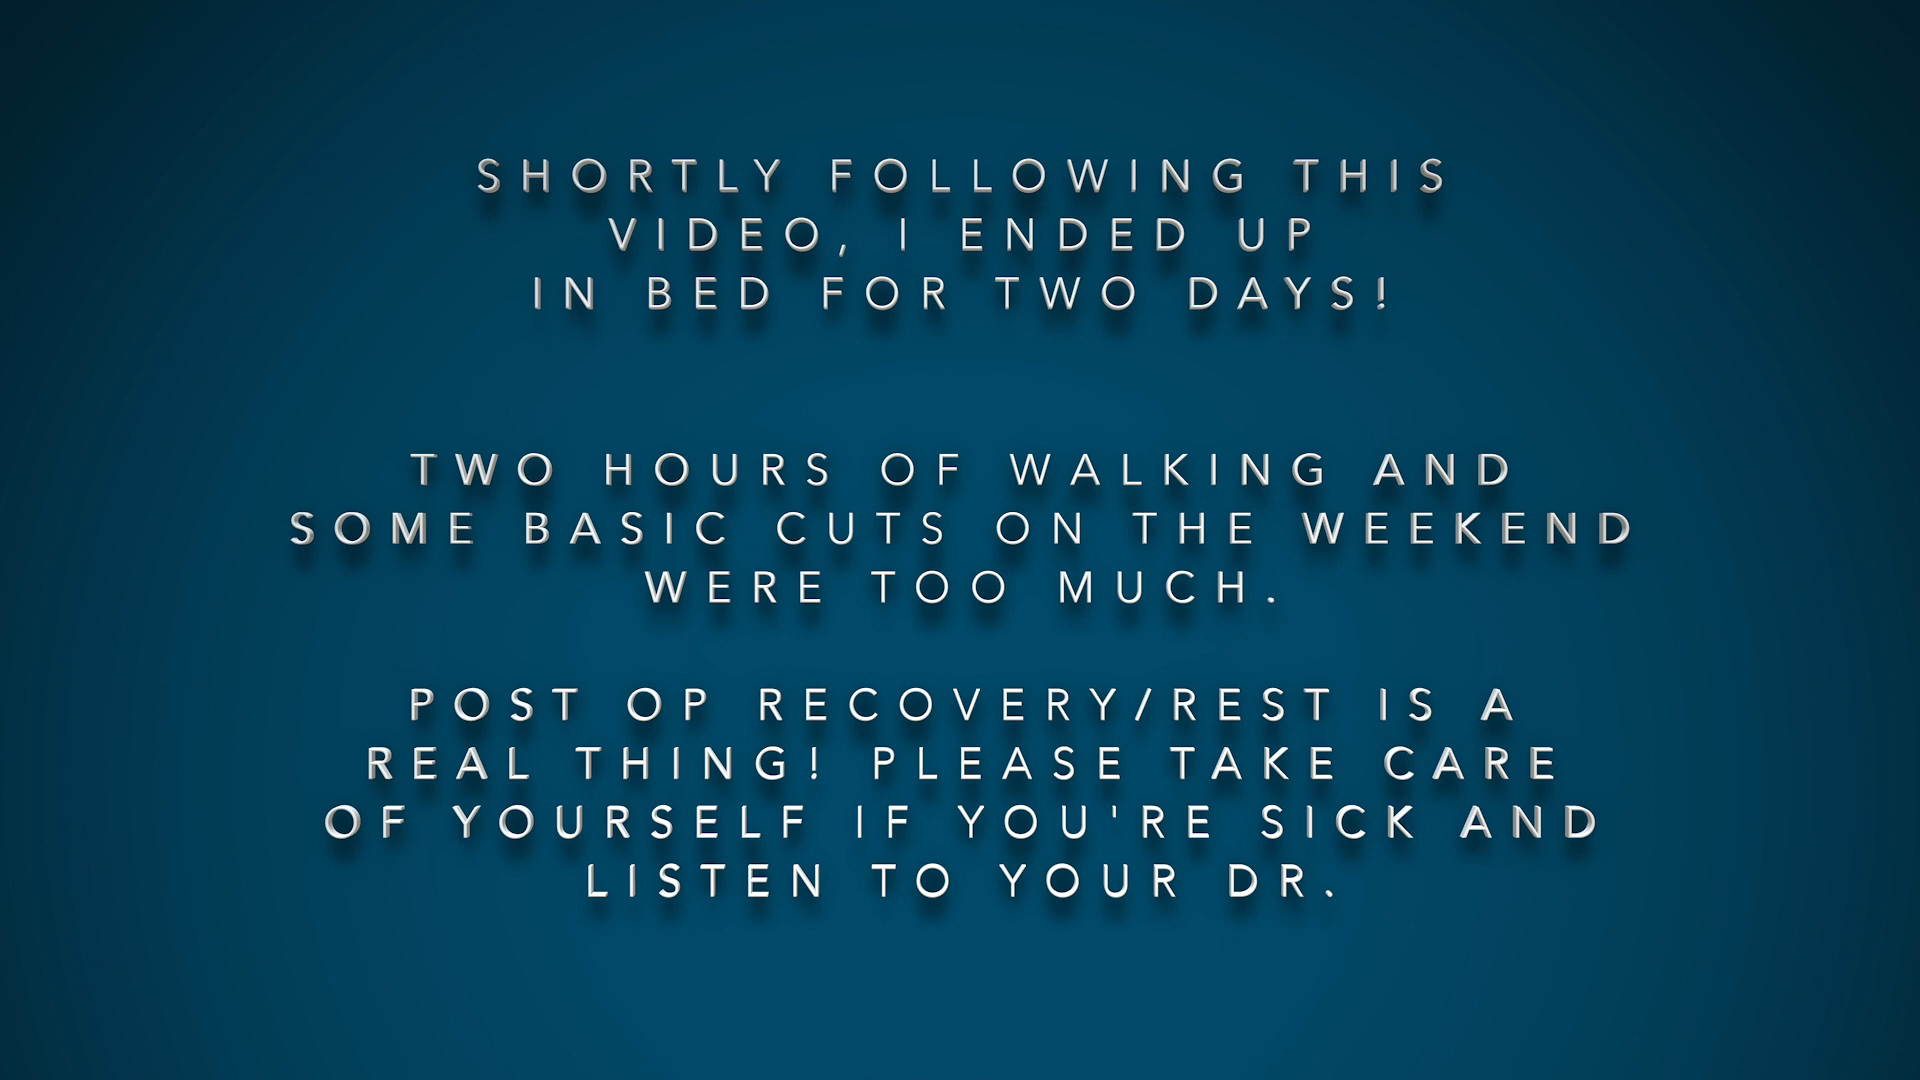 SHORTLY FOLLOWING THIS
VIDEO, I ENDED UP
IN BED FOR TWO DAYS!
TWO HOURS OF WALKING AND
SOME BASIC CUTS ON THE WEEKEND
WERE TOO MUCH.
POST OP RECOVERY/REST IS A
REAL THING! PLEASE TAKE CARE
OF YOURSELF IF YOU'RE SICK AND
LISTEN TO YOUR DR.